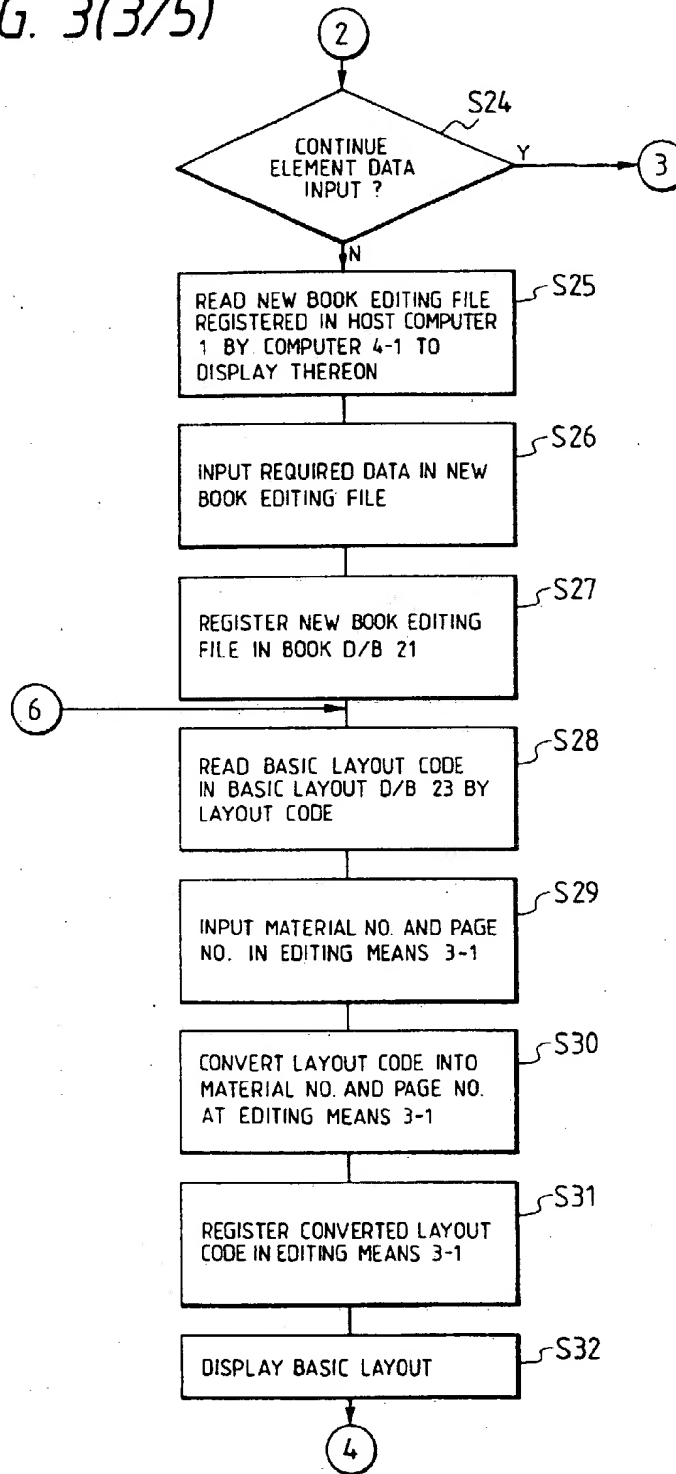 G. 3(3/5)
2
S24
CONTINUE
ELEMENT DATA
INPUT ?
Y
3
N
S25
READ NEW BOOK EDITING FILE
REGISTERED IN HOST COMPUTER
1 BY COMPUTER 4-1 TO
DISPLAY THEREON
S26
INPUT REQUIRED DATA IN NEW
BOOK EDITING FILE
S27
REGISTER NEW BOOK EDITING
FILE IN BOOK D/B 21
6
S28
READ BASIC LAYOUT CODE
IN BASIC LAYOUT D/B 23 BY
LAYOUT CODE
S29
INPUT MATERIAL NO. AND PAGE
NO. IN EDITING MEANS 3-1
S30
CONVERT LAYOUT CODE INTO
MATERIAL NO. AND PAGE NO.
AT EDITING MEANS 3-1
S31
REGISTER CONVERTED LAYOUT
CODE IN EDITING MEANS 3-1
S32
DISPLAY BASIC LAYOUT
4